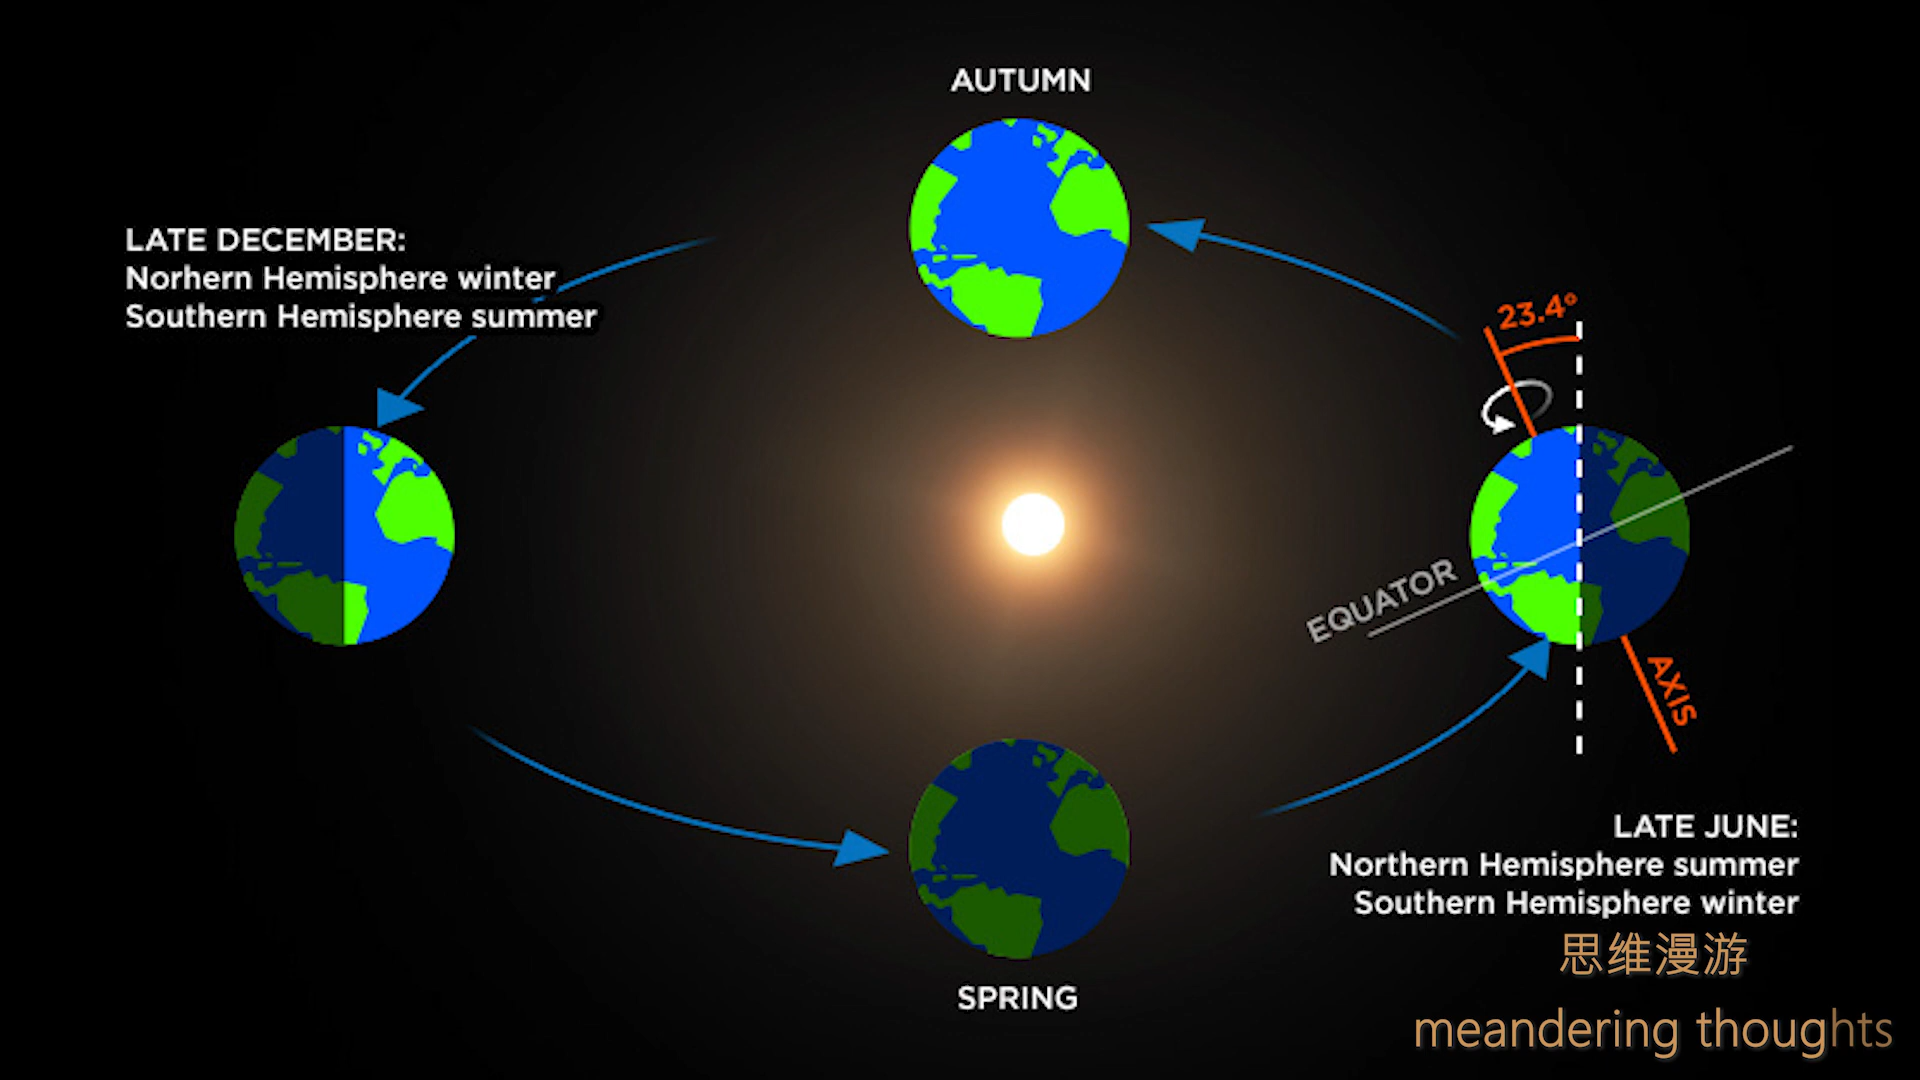 AUTUMN
LATE DECEMBER:
Norhern Hemisphere winter
Southern Hemisphere summer
23.4°
EQUATOR
AXIS
LATE JUNE:
Northern Hemisphere summer
Southern Hemisphere winter
思维漫游
SPRING
meandering thoughts